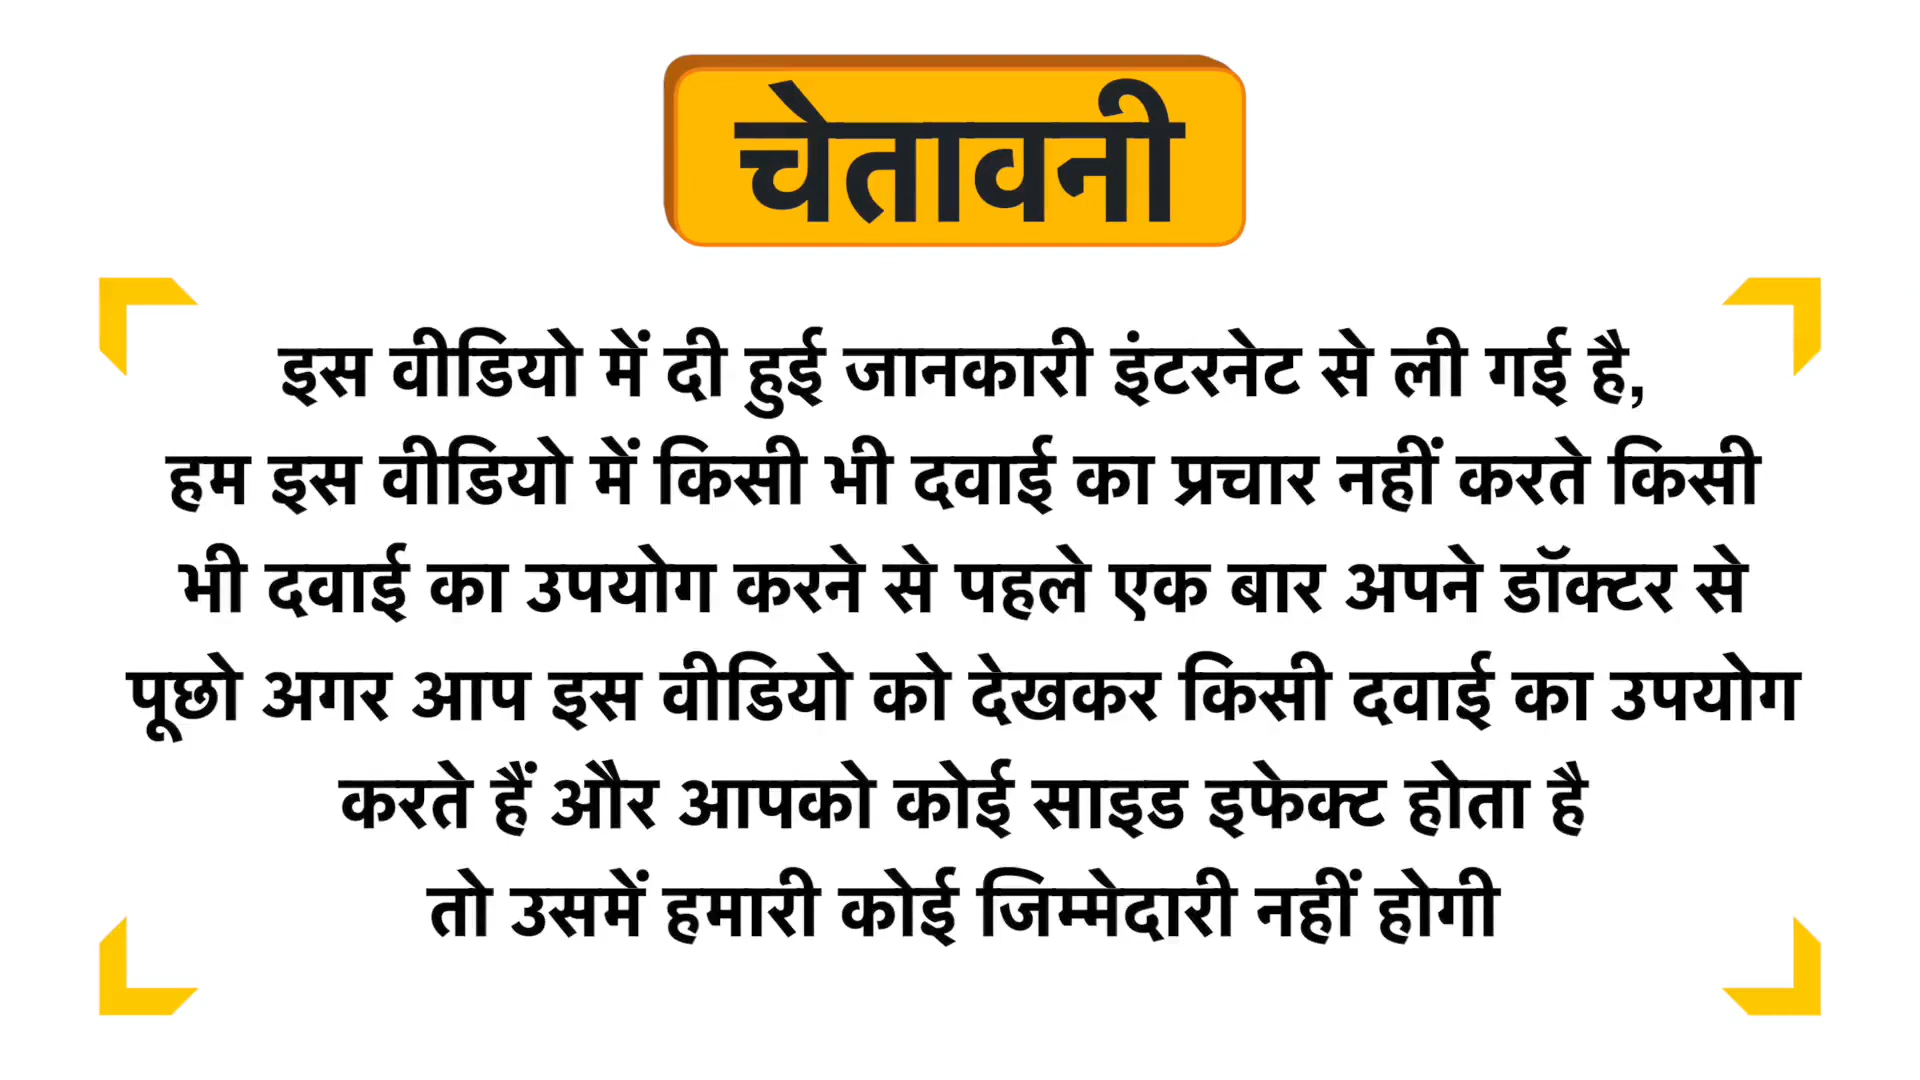 चेतावनी
इस वीडियो में दी हुई जानकारी इंटरनेट से ली गई है,
हम इस वीडियो में किसी भी दवाई का प्रचार नहीं करते किसी
भी दवाई का उपयोग करने से पहले एक बार अपने डॉक्टर से
पूछो अगर आप इस वीडियो को देखकर किसी दवाई का उपयोग
करते हैं और आपको कोई साइड इफेक्ट होता है
तो उसमें हमारी कोई जिम्मेदारी नहीं होगी